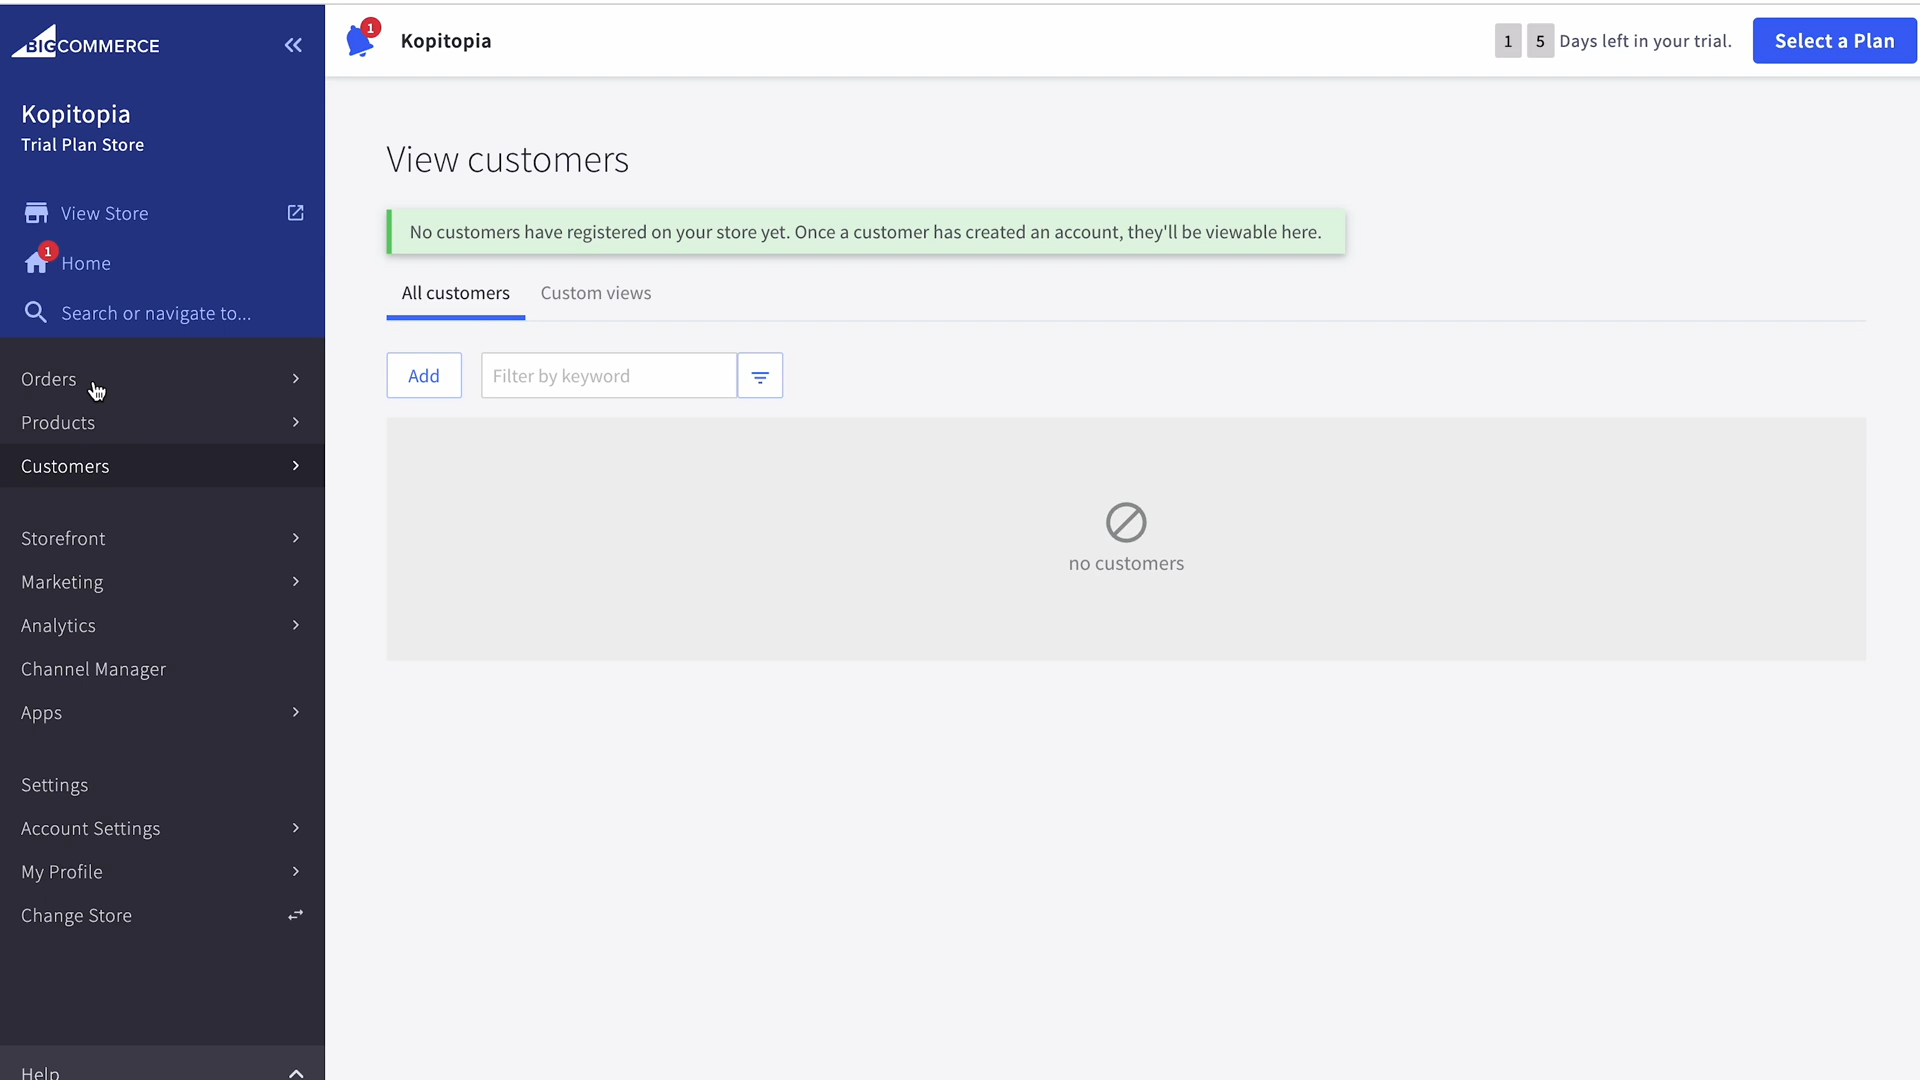 BIGCOMMERCE
Kopitopia
Trial Plan Store
View Store
1
Home
Search or navigate to...
Orders
Products
Customers
Storefront
Marketing
Analytics
Channel Manager
Apps
Settings
Account Settings
My Profile
Change Store
Help
1
Kopitopia
1 5 Days left in your trial.
Select a Plan
View customers
No customers have registered on your store yet. Once a customer has created an account, they'll be viewable here.
All customers Custom views
Add Filter by keyword
no customers